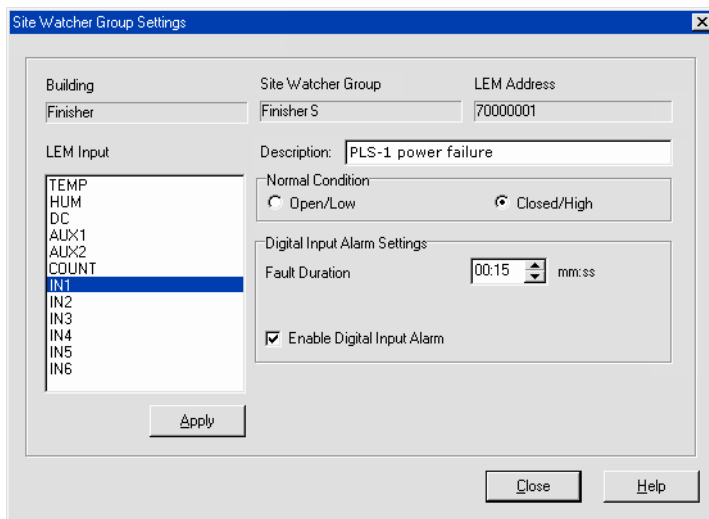 Site Watcher Group Settings
Building
Site Watcher Group
LEM Address
Finisher
Finisher S
70000001
LEM Input
Description:
PLS-1 power failure
TEMP
HUM
DC
AUX1
AUX2
COUNT
IN1
IN2
IN3
IN4
IN5
IN6
Normal Condition
Open/Low
Closed/High
Digital Input Alarm Settings
Fault Duration
00:15
mm:ss
Enable Digital Input Alarm
Apply
Close
Help